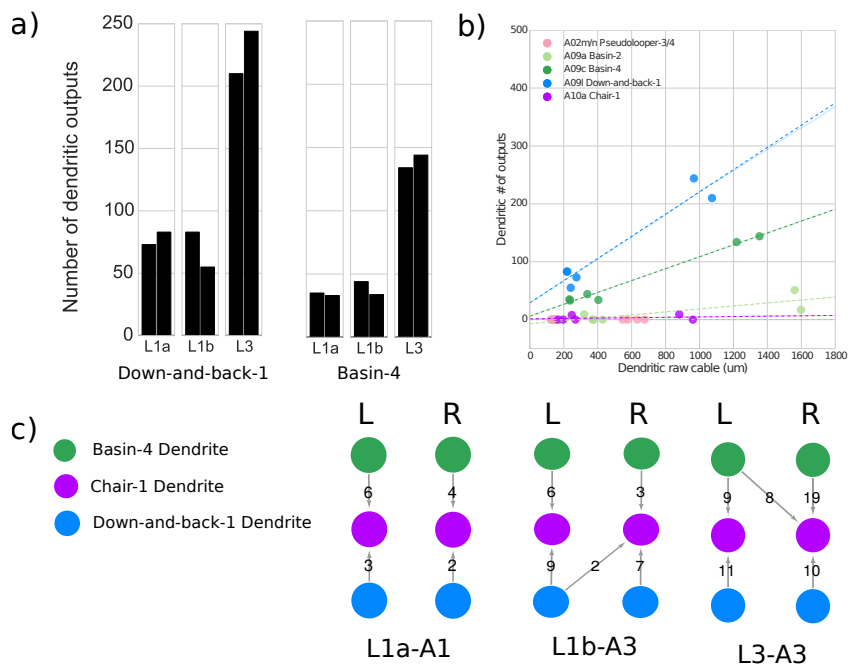 a)
Number of dendritic outputs
250
200
150
100
50
0
L1a L1b L3
Down-and-back-1
L1a L1b L3
Basin-4
b)
A02m/n Pseudolooper-3/4
A09a Basin-2
A09c Basin-4
A09l Down-and-back-1
A10a Chair-1
Dendritic # of outputs
500
400
300
200
100
0
200 400 600 800 1000 1200 1400 1600 1800
Dendritic raw cable (um)
c)
Basin-4 Dendrite
Chair-1 Dendrite
Down-and-back-1 Dendrite
L R
6 4
3 2
L1a-A1
L R
6 3
9 2 7
L1b-A3
L R
9 8 19
11 10
L3-A3